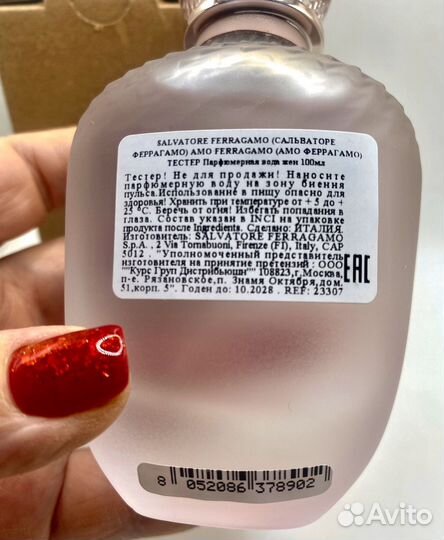 SALVATORE FERRAGAMO (САЛЬВАТОРЕ
ФЕРРАГАМО) AMO FERRAGAMO (АМО ФЕРРАГАМО)
ТЕСТЕР Парфюмерная вода жен 100мл
Тестер! Не для продажи! Наносите
парфюмерную воду на зону биения
пульса.Использование в пищу опасно для
здоровья! Хранить при температуре от + 5 до +
25 °C. Беречь от огня! Избегать попадания в
глаза. Состав указан в INCI на упаковке
продукта после Ingredients. Сделано: ИТАЛИЯ.
Изготовитель: SALVATORE FERRAGAMO
S.p.A. , 2 Via Tornabuoni, Firenze (FI), Italy, CAP
5012 . "Уполномоченный представитель
изготовителя на принятие претензий : ООО
""Курс Груп Дистрибьюшн"" 108823,г,Москва,
п-е. Рязановское,п. Знамя Октября,дом.
51,корп. 5". Годен до: 10.2028 . REF: 23307
EAC
8 052086 378902
Avito